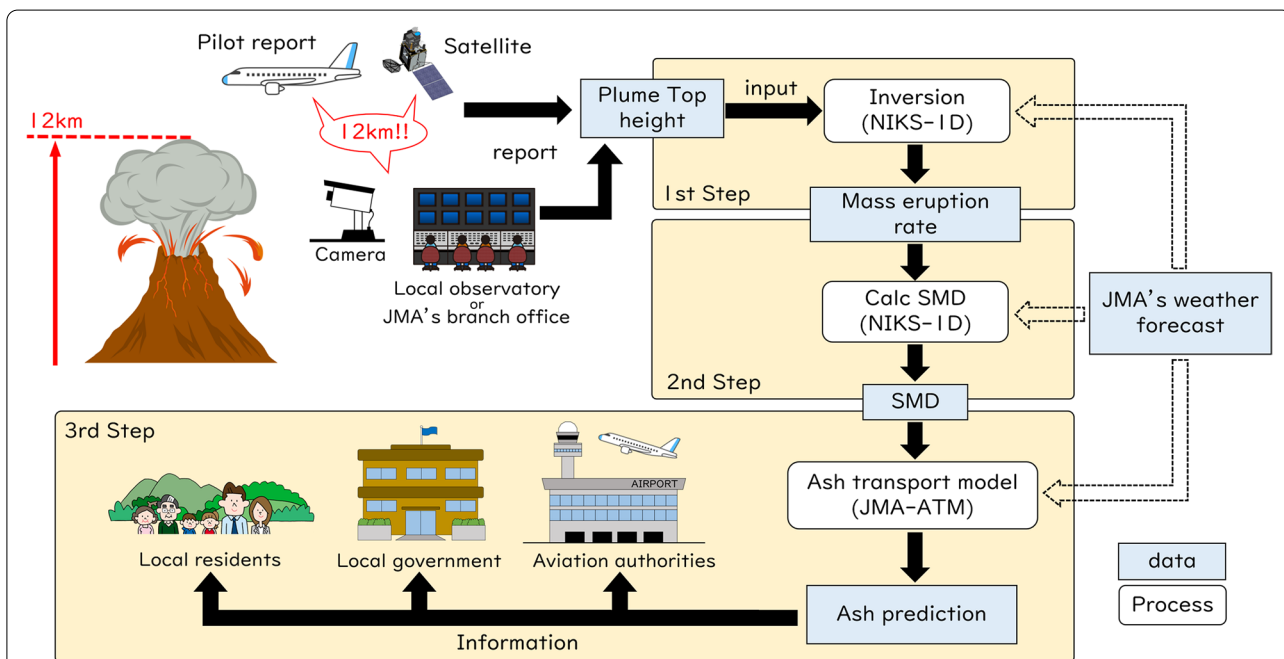 Pilot report
Satellite
12km
12km!!
report
Camera
Local observatory
or
JMA's branch office
Plume Top
height
input
Inversion
(NIKS-1D)
1st Step
Mass eruption
rate
Calc SMD
(NIKS-1D)
JMA's weather
forecast
2nd Step
SMD
3rd Step
AIRPORT
Ash transport model
(JMA-ATM)
Local residents
Local government
Aviation authorities
data
Ash prediction
Process
Information